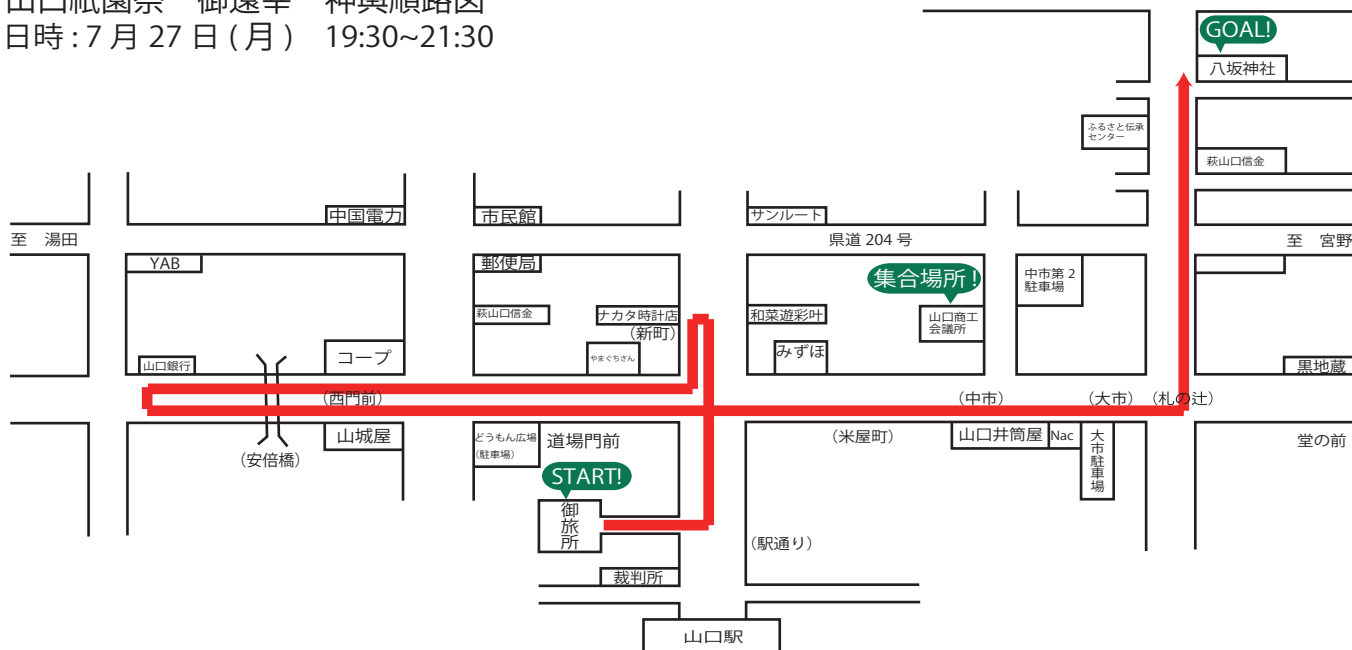 山口祇園祭　御還幸　神輿順路図
日時 : 7 月 27 日 ( 月 )　19:30~21:30
GOAL!
八坂神社
ふるさと伝承
センター
萩山口信金
中国電力
市民館
サンルート
至　湯田
県道 204 号
至　宮野
YAB
郵便局
集合場所 !
中市第 2
駐車場
萩山口信金
ナカタ時計店
(新町)
和菜遊彩叶
山口商工
会議所
山口銀行
コープ
やまぐちさん
みずほ
黒地蔵
(西門前)
(中市)
(大市)
(札の辻)
(安倍橋)
山城屋
どうもん広場
(駐車場)
道場門前
(米屋町)
山口井筒屋
Nac
大市駐車場
堂の前
START!
御旅所
(駅通り)
裁判所
山口駅